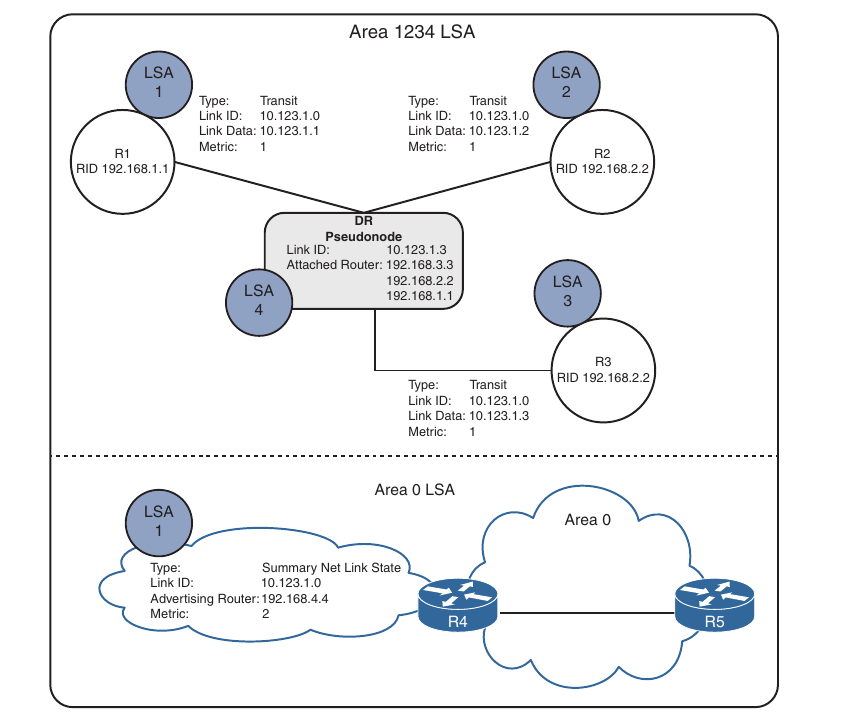 Area 1234 LSA
LSA
1
Type: Transit
Link ID: 10.123.1.0
Link Data: 10.123.1.1
Metric: 1
R1
RID 192.168.1.1
LSA
2
Type: Transit
Link ID: 10.123.1.0
Link Data: 10.123.1.2
Metric: 1
R2
RID 192.168.2.2
DR
Pseudonode
Link ID: 10.123.1.3
Attached Router: 192.168.3.3
192.168.2.2
192.168.1.1
LSA
4
LSA
3
R3
RID 192.168.2.2
Type: Transit
Link ID: 10.123.1.0
Link Data: 10.123.1.3
Metric: 1
Area 0 LSA
LSA
1
Type: Summary Net Link State
Link ID: 10.123.1.0
Advertising Router: 192.168.4.4
Metric: 2
Area 0
R4
R5